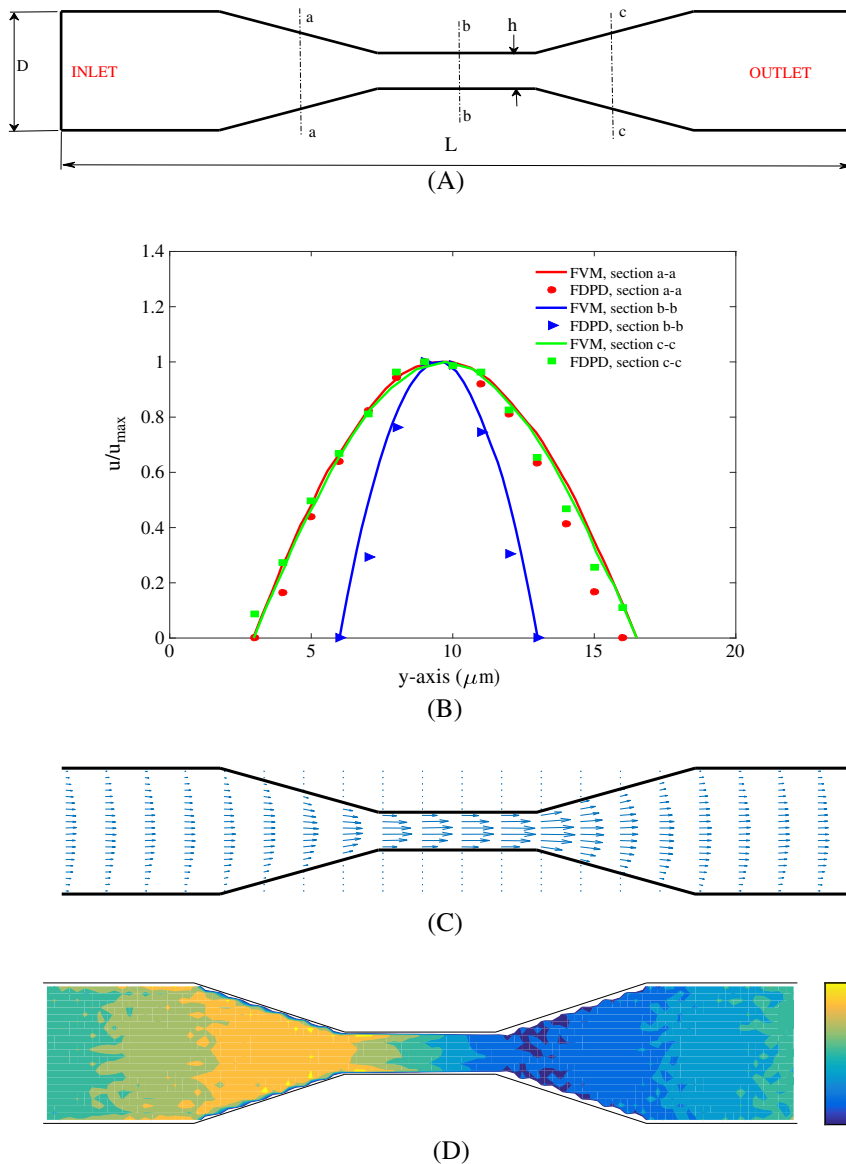 a
b
h
c
D
INLET
OUTLET
a
b
c
L
(A)
1.4
1.2
1
0.8
0.6
0.4
0.2
0
u/u_max
FVM, section a-a
FDPD, section a-a
FVM, section b-b
FDPD, section b-b
FVM, section c-c
FDPD, section c-c
0 5 10 15 20
y-axis (μm)
(B)
(C)
(D)